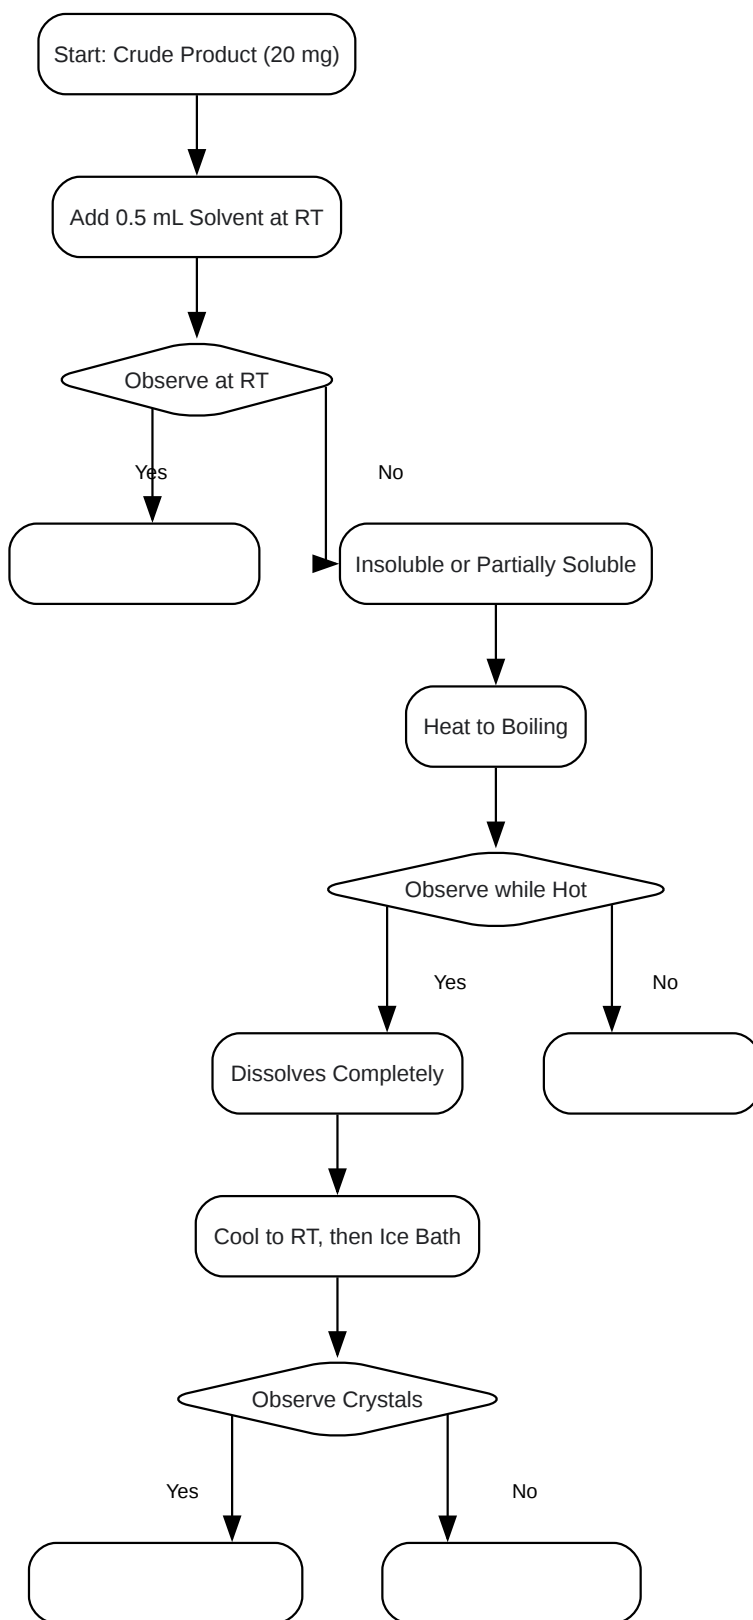 Start: Crude Product (20 mg)
Add 0.5 mL Solvent at RT
Observe at RT
Yes
No
Insoluble or Partially Soluble
Heat to Boiling
Observe while Hot
Yes
No
Dissolves Completely
Cool to RT, then Ice Bath
Observe Crystals
Yes
No